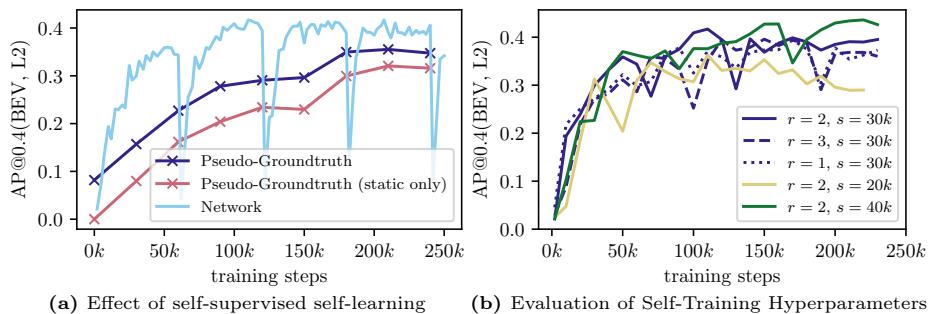 AP@0.4(BEV, L2)
0.4
0.3
0.2
0.1
0.0
Pseudo-Groundtruth
Pseudo-Groundtruth (static only)
Network
0k 50k 100k 150k 200k 250k
training steps
(a) Effect of self-supervised self-learning
AP@0.4(BEV, L2)
0.4
0.3
0.2
0.1
0.0
r = 2, s = 30k
r = 3, s = 30k
r = 1, s = 30k
r = 2, s = 20k
r = 2, s = 40k
0k 50k 100k 150k 200k 250k
training steps
(b) Evaluation of Self-Training Hyperparameters